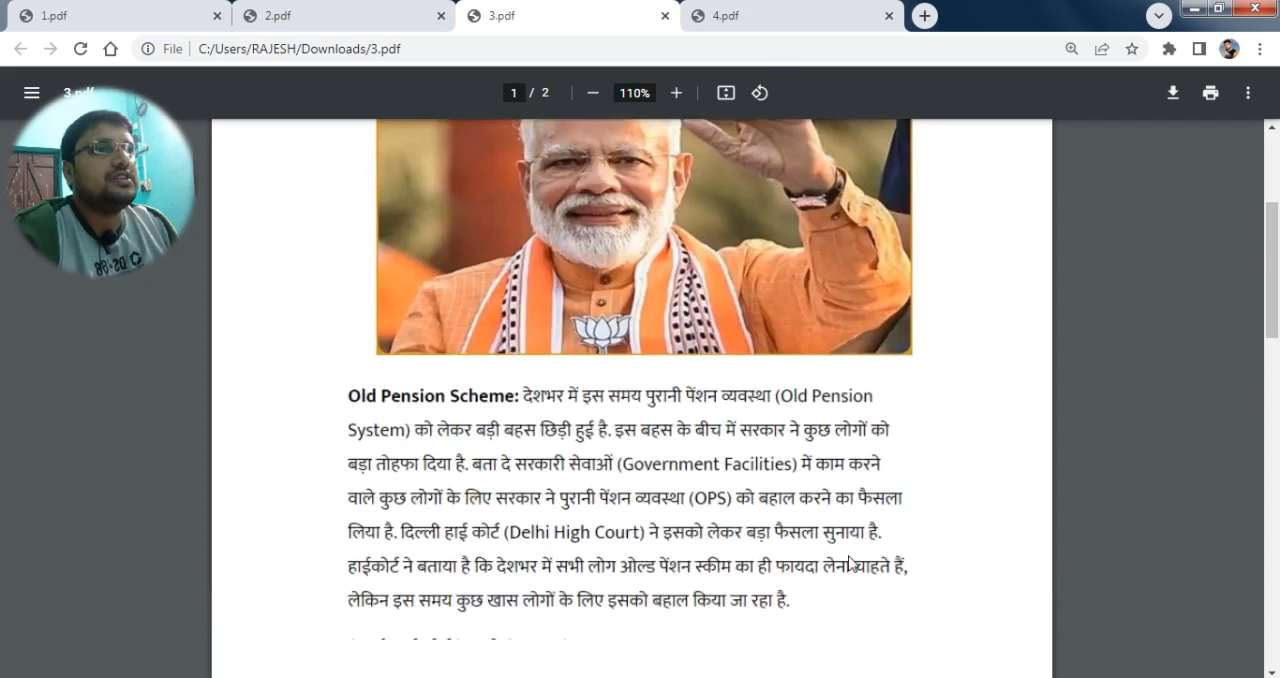 1.pdf
2.pdf
3.pdf
4.pdf
File
C:/Users/RAJESH/Downloads/3.pdf
1 / 2
110%
Old Pension Scheme: देशभर में इस समय पुरानी पेंशन व्यवस्था (Old Pension
System) को लेकर बड़ी बहस छिड़ी हुई है. इस बहस के बीच में सरकार ने कुछ लोगों को
बड़ा तोहफा दिया है. बता दे सरकारी सेवाओं (Government Facilities) में काम करने
वाले कुछ लोगों के लिए सरकार ने पुरानी पेंशन व्यवस्था (OPS) को बहाल करने का फैसला
लिया है. दिल्ली हाई कोर्ट (Delhi High Court) ने इसको लेकर बड़ा फैसला सुनाया है.
हाईकोर्ट ने बताया है कि देशभर में सभी लोग ओल्ड पेंशन स्कीम का ही फायदा लेना चाहते हैं,
लेकिन इस समय कुछ खास लोगों के लिए इसको बहाल किया जा रहा है.